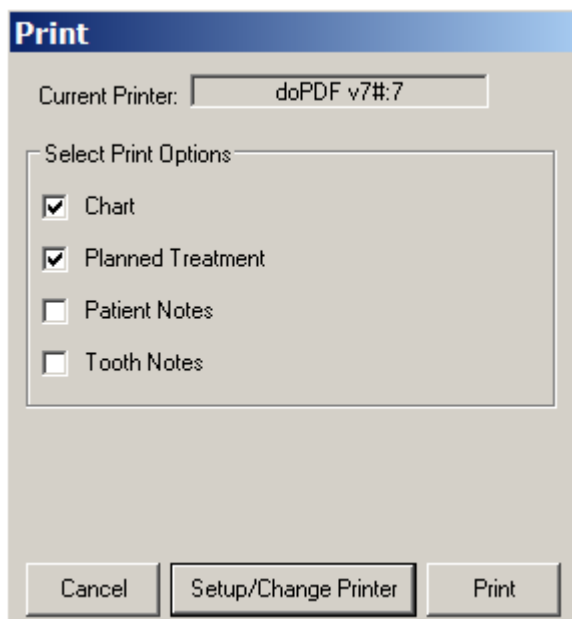 Print
Current Printer: doPDF v7#:7
Select Print Options
Chart
Planned Treatment
Patient Notes
Tooth Notes
Cancel Setup/Change Printer Print